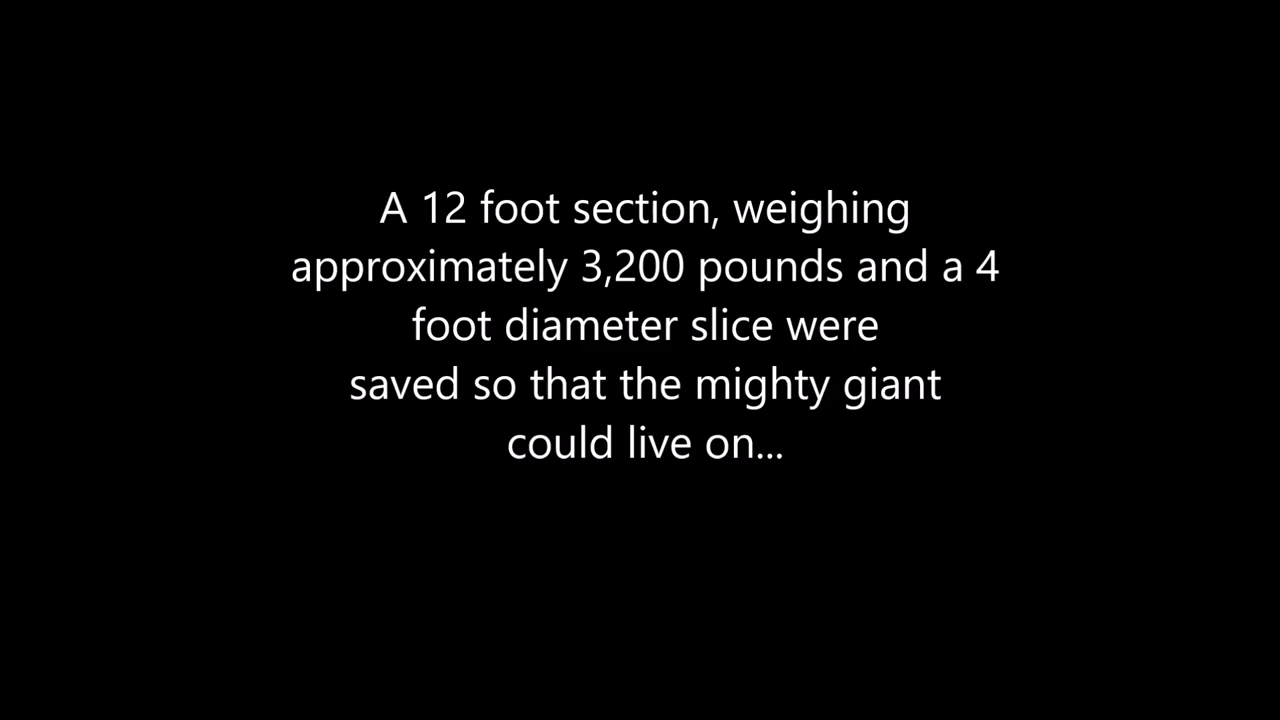 A 12 foot section, weighing
approximately 3,200 pounds and a 4
foot diameter slice were
saved so that the mighty giant
could live on...